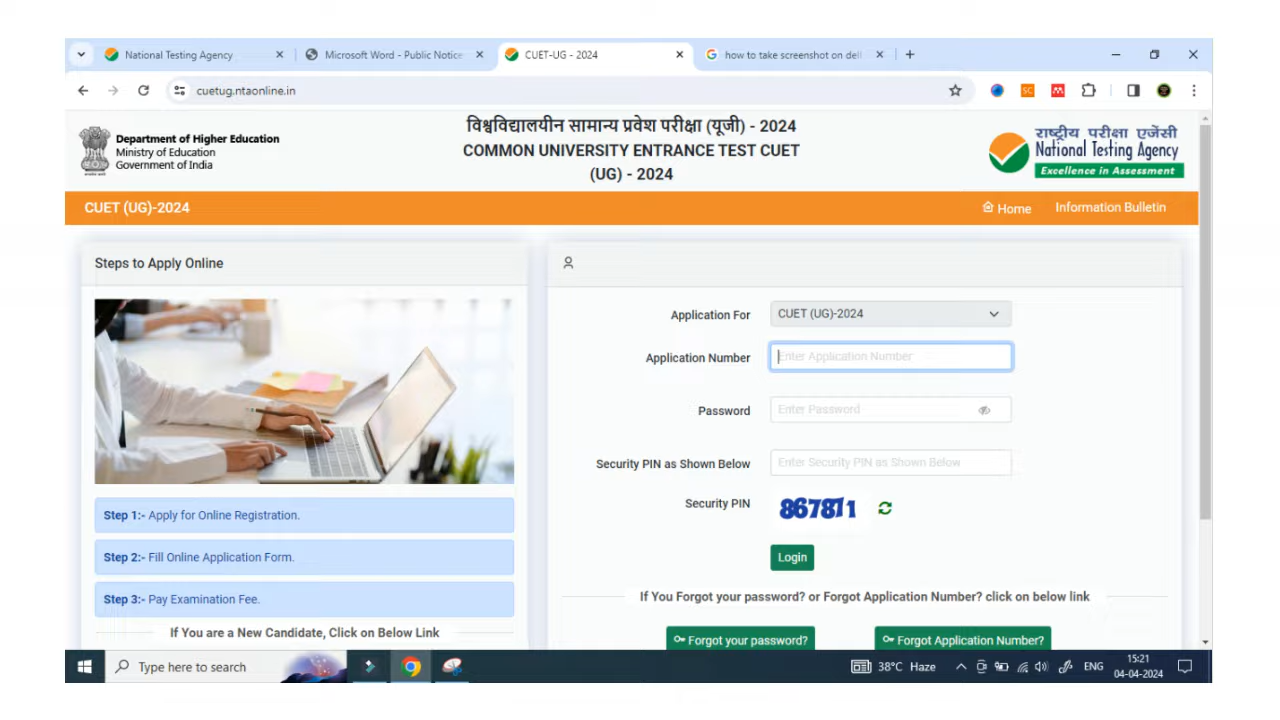 National Testing Agency
Microsoft Word - Public Notice
CUET-UG - 2024
how to take screenshot on dell
cuetug.ntaonline.in
Department of Higher Education
Ministry of Education
Government of India
विश्वविद्यालयीन सामान्य प्रवेश परीक्षा (यूजी) - 2024
COMMON UNIVERSITY ENTRANCE TEST CUET
(UG) - 2024
राष्ट्रीय परीक्षा एजेंसी
National Testing Agency
Excellence in Assessment
CUET (UG)-2024
Home
Information Bulletin
Steps to Apply Online
Step 1:- Apply for Online Registration.
Step 2:- Fill Online Application Form.
Step 3:- Pay Examination Fee.
If You are a New Candidate, Click on Below Link
Application For
CUET (UG)-2024
Application Number
Enter Application Number
Password
Enter Password
Security PIN as Shown Below
Enter Security PIN as Shown Below
Security PIN
867871
Login
If You Forgot your password? or Forgot Application Number? click on below link
Forgot your password?
Forgot Application Number?
Type here to search
38°C Haze
ENG
15:21
04-04-2024